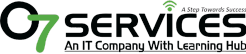 A Step Towards Success
O7 SERVICES
An IT Company With Learning Hub